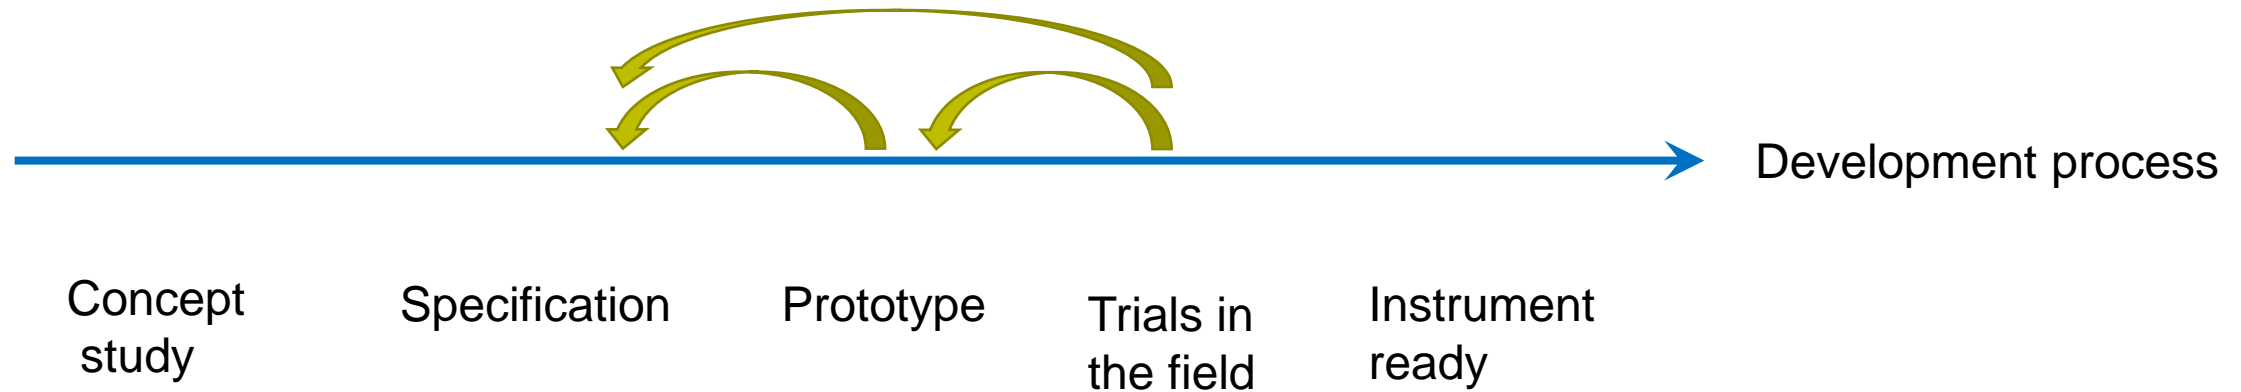 Development process
Concept
study
Specification
Prototype
Trials in
the field
Instrument
ready